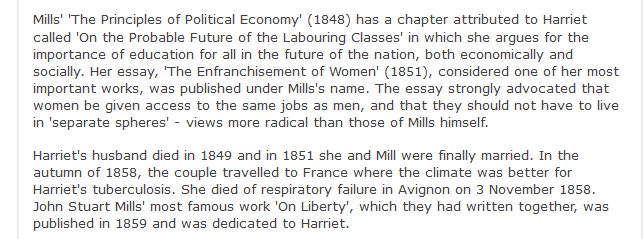 Mills' 'The Principles of Political Economy' (1848) has a chapter attributed to Harriet
called 'On the Probable Future of the Labouring Classes' in which she argues for the
importance of education for all in the future of the nation, both economically and
socially. Her essay, 'The Enfranchisement of Women' (1851), considered one of her most
important works, was published under Mills's name. The essay strongly advocated that
women be given access to the same jobs as men, and that they should not have to live
in 'separate spheres' - views more radical than those of Mills himself.
Harriet's husband died in 1849 and in 1851 she and Mill were finally married. In the
autumn of 1858, the couple travelled to France where the climate was better for
Harriet's tuberculosis. She died of respiratory failure in Avignon on 3 November 1858.
John Stuart Mills' most famous work 'On Liberty', which they had written together, was
published in 1859 and was dedicated to Harriet.